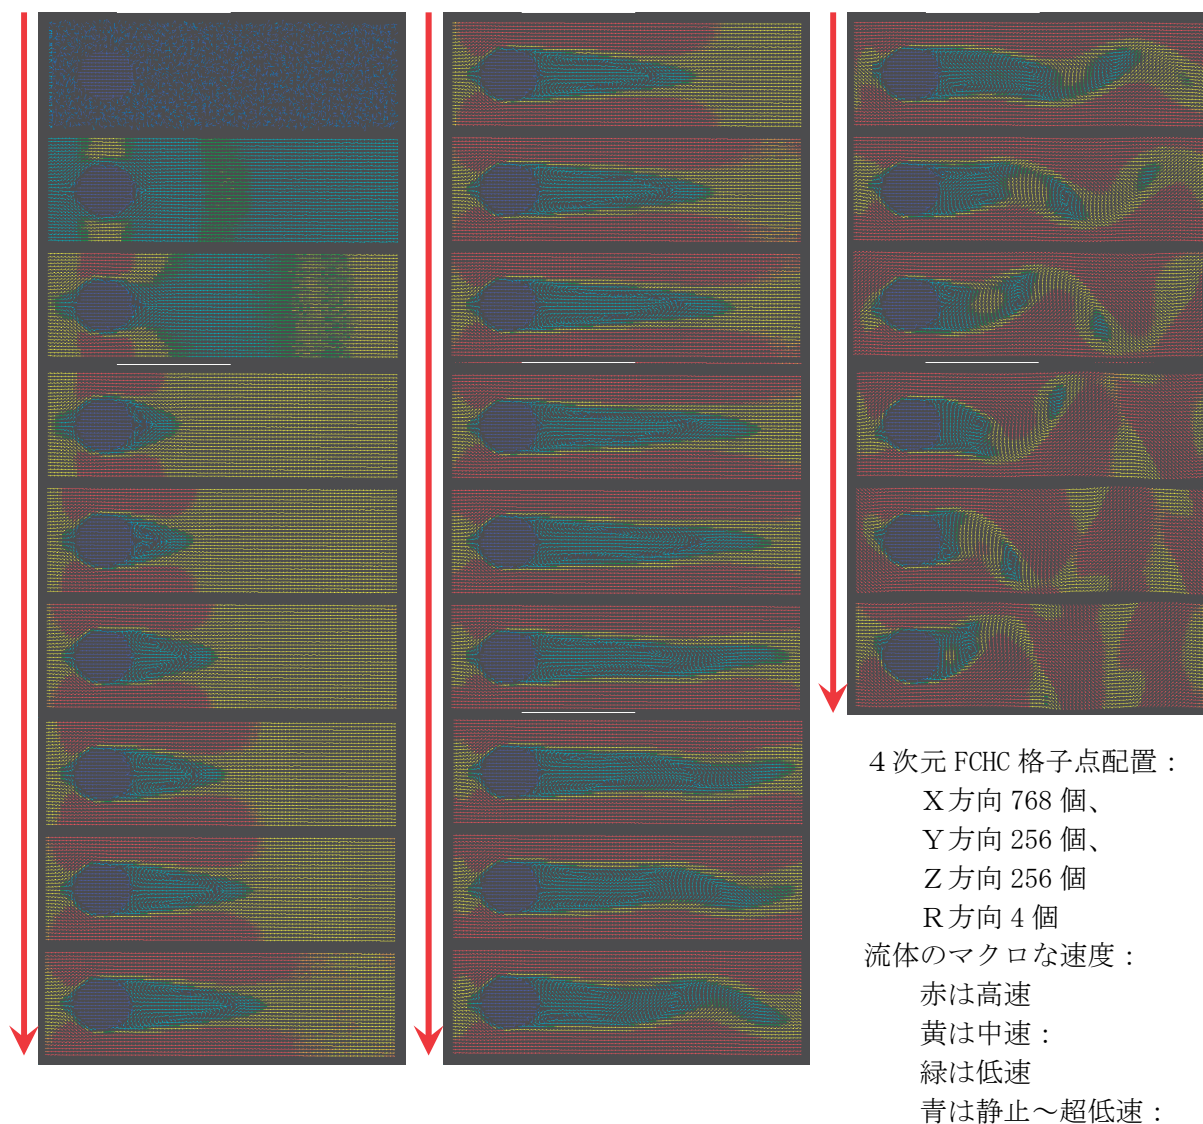 ４次元 FCHC 格子点配置：
Ｘ方向 768 個、
Ｙ方向 256 個、
Ｚ方向 256 個
Ｒ方向 4 個
流体のマクロな速度：
赤は高速
黄は中速：
緑は低速
青は静止～超低速：